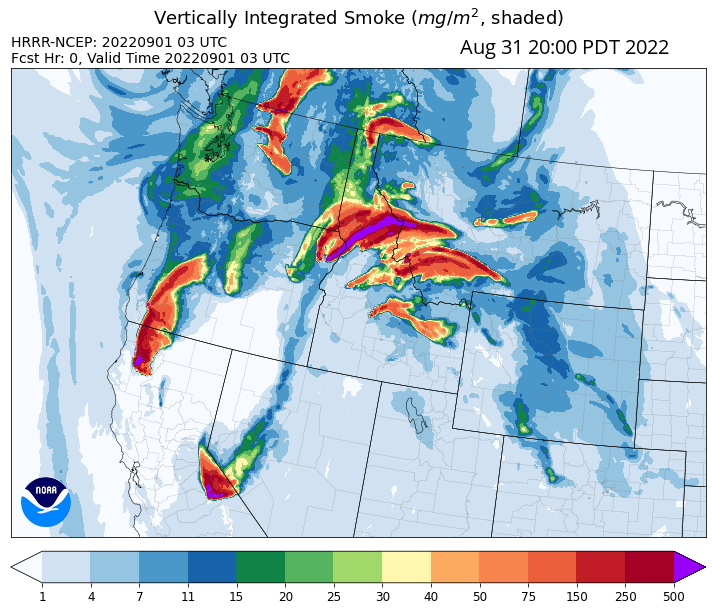 Vertically Integrated Smoke (mg/m², shaded)
HRRR-NCEP: 20220901 03 UTC
Fcst Hr: 0, Valid Time 20220901 03 UTC
Aug 31 20:00 PDT 2022
NOAA
1 4 7 11 15 20 25 30 40 50 75 150 250 500